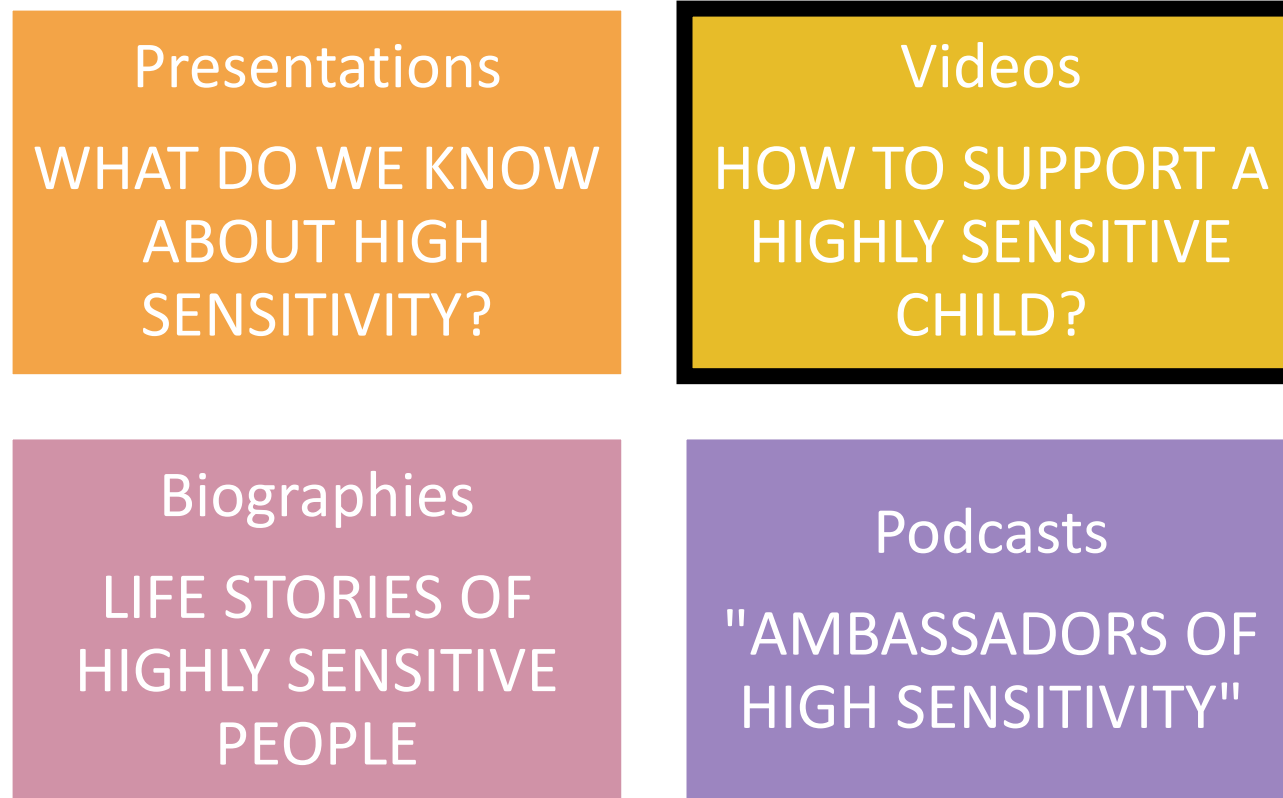 Presentations
WHAT DO WE KNOW
ABOUT HIGH
SENSITIVITY?
Videos
HOW TO SUPPORT A
HIGHLY SENSITIVE
CHILD?
Biographies
LIFE STORIES OF
HIGHLY SENSITIVE
PEOPLE
Podcasts
"AMBASSADORS OF
HIGH SENSITIVITY"